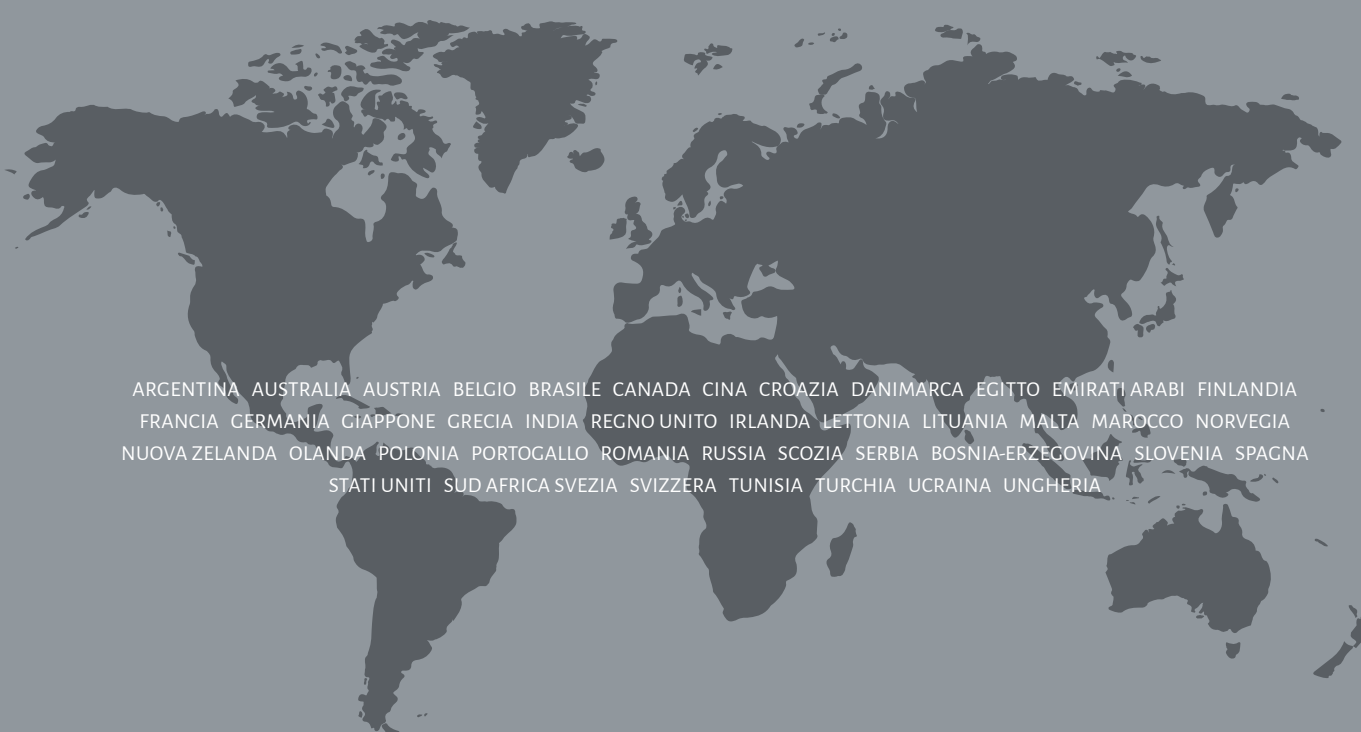 ARGENTINA AUSTRALIA AUSTRIA BELGIO BRASILE CANADA CINA CROAZIA DANIMARCA EGITTO EMIRATI ARABI FINLANDIA
FRANCIA GERMANIA GIAPPONE GRECIA INDIA REGNO UNITO IRLANDA LETTONIA LITUANIA MALTA MAROCCO NORVEGIA
NUOVA ZELANDA OLANDA POLONIA PORTOGALLO ROMANIA RUSSIA SCOZIA SERBIA BOSNIA-ERZEGOVINA SLOVENIA SPAGNA
STATI UNITI SUD AFRICA SVEZIA SVIZZERA TUNISIA TURCHIA UCRAINA UNGHERIA